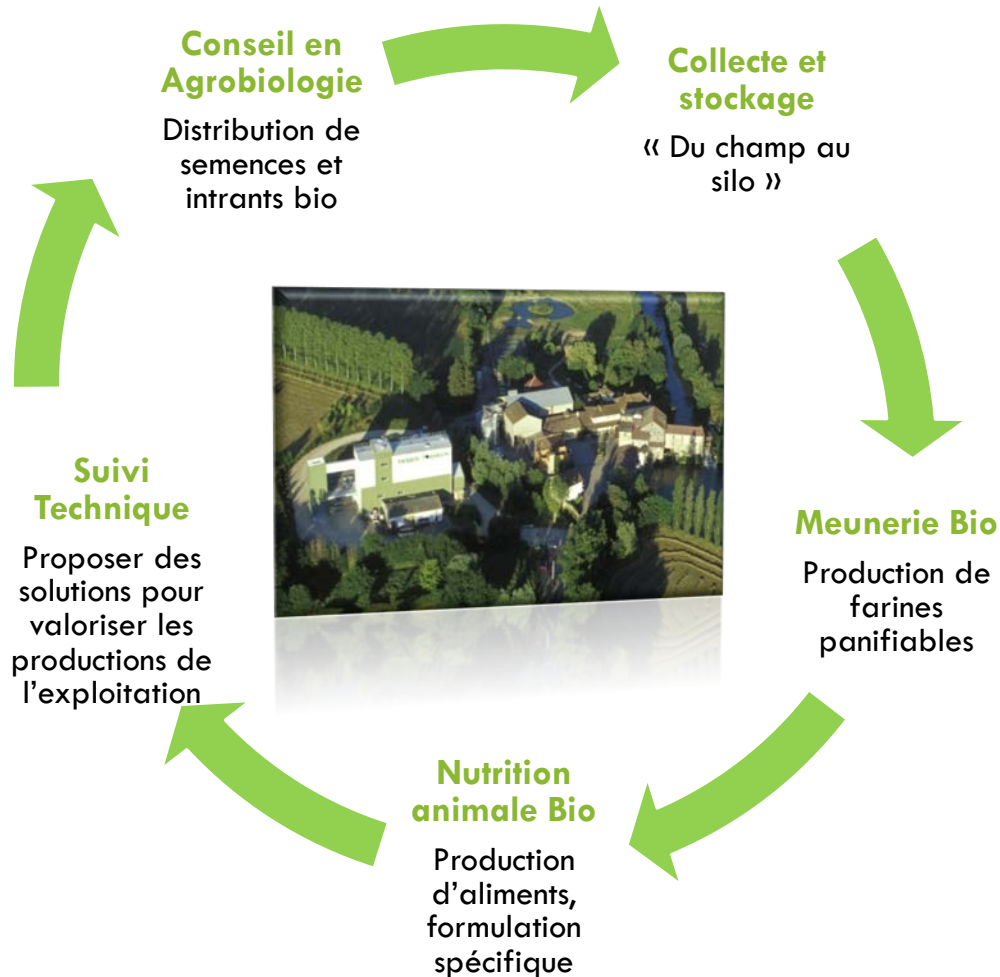 Conseil en
Agrobiologie
Distribution de
semences et
intrants bio
Collecte et
stockage
« Du champ au
silo »
Meunerie Bio
Production de
farines
panifiables
Nutrition
animale Bio
Production
d’aliments,
formulation
spécifique
Suivi
Technique
Proposer des
solutions pour
valoriser les
productions de
l’exploitation